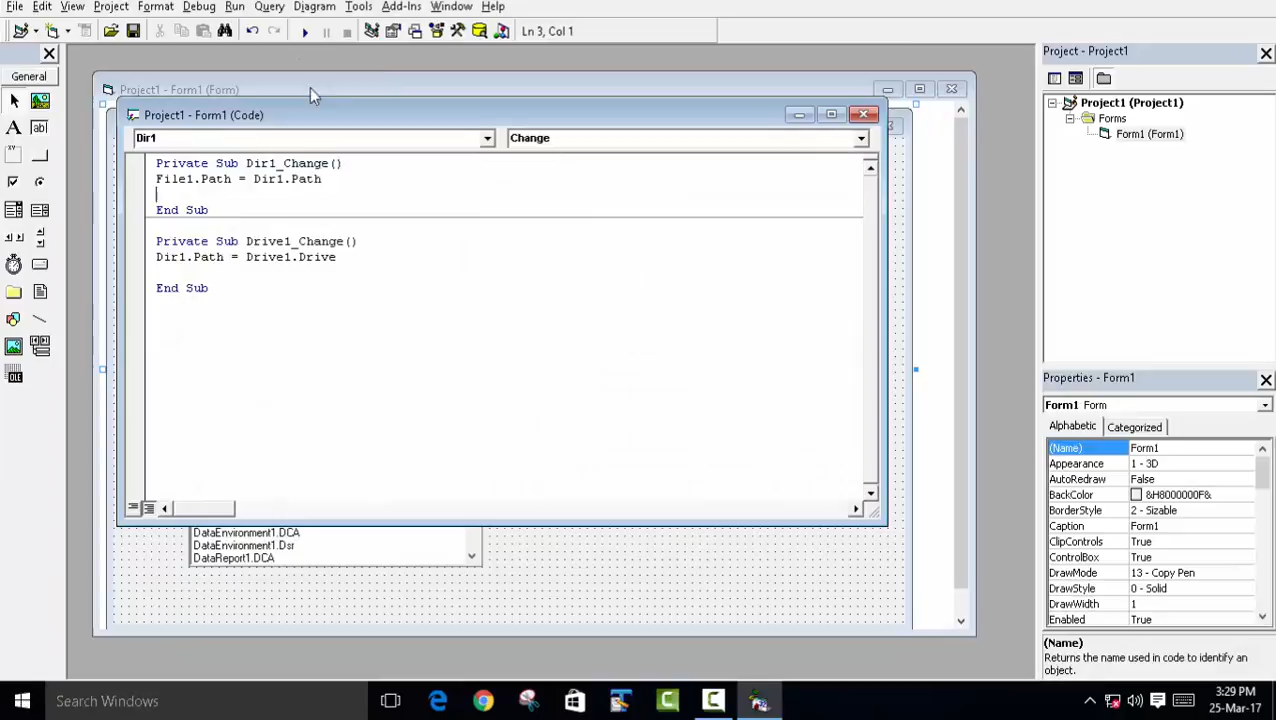 File Edit View Project Format Debug Run Query Diagram Tools Add-Ins Window Help
Ln 3, Col 1
General
A
ab|
XY
OLE
Project1 - Form1 (Form)
Project1 - Form1 (Code)
Dir1
Change
Private Sub Dir1_Change()
File1.Path = Dir1.Path
End Sub
Private Sub Drive1_Change()
Dir1.Path = Drive1.Drive
End Sub
DataEnvironment1.DCA
DataEnvironment1.Dsr
DataReport1.DCA
Project - Project1
Project1 (Project1)
Forms
Form1 (Form1)
Properties - Form1
Form1 Form
Alphabetic Categorized
(Name) Form1
Appearance 1 - 3D
AutoRedraw False
BackColor &H8000000F&
BorderStyle 2 - Sizable
Caption Form1
ClipControls True
ControlBox True
DrawMode 13 - Copy Pen
DrawStyle 0 - Solid
DrawWidth 1
Enabled True
(Name)
Returns the name used in code to identify an
object.
Search Windows
3:29 PM
25-Mar-17